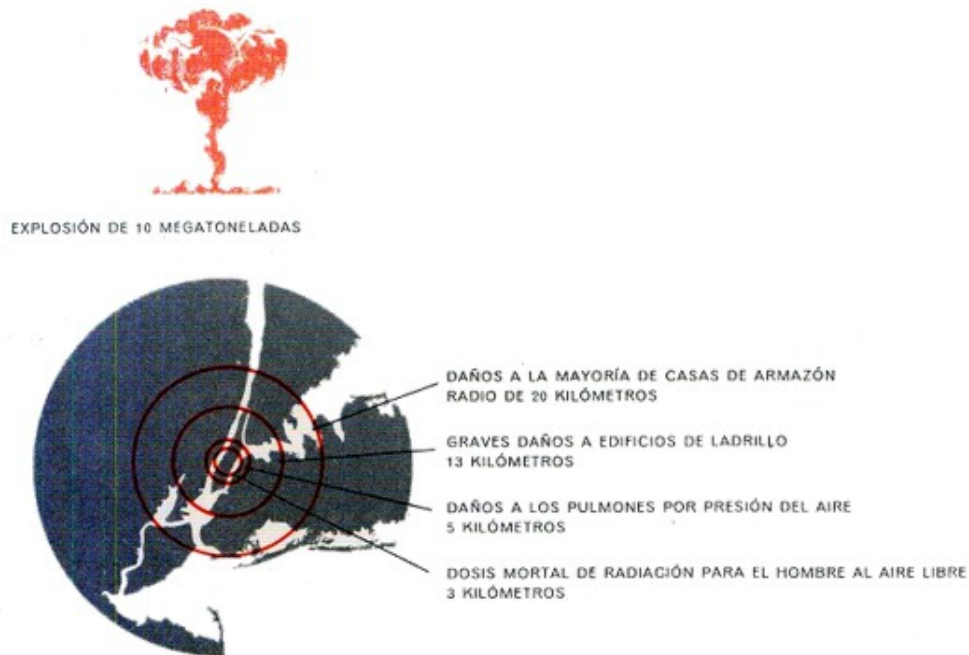 EXPLOSIÓN DE 10 MEGATONELADAS
DAÑOS A LA MAYORÍA DE CASAS DE ARMAZÓN
RADIO DE 20 KILÓMETROS
GRAVES DAÑOS A EDIFICIOS DE LADRILLO
13 KILÓMETROS
DAÑOS A LOS PULMONES POR PRESIÓN DEL AIRE
5 KILÓMETROS
DOSIS MORTAL DE RADIACIÓN PARA EL HOMBRE AL AIRE LIBRE
3 KILÓMETROS